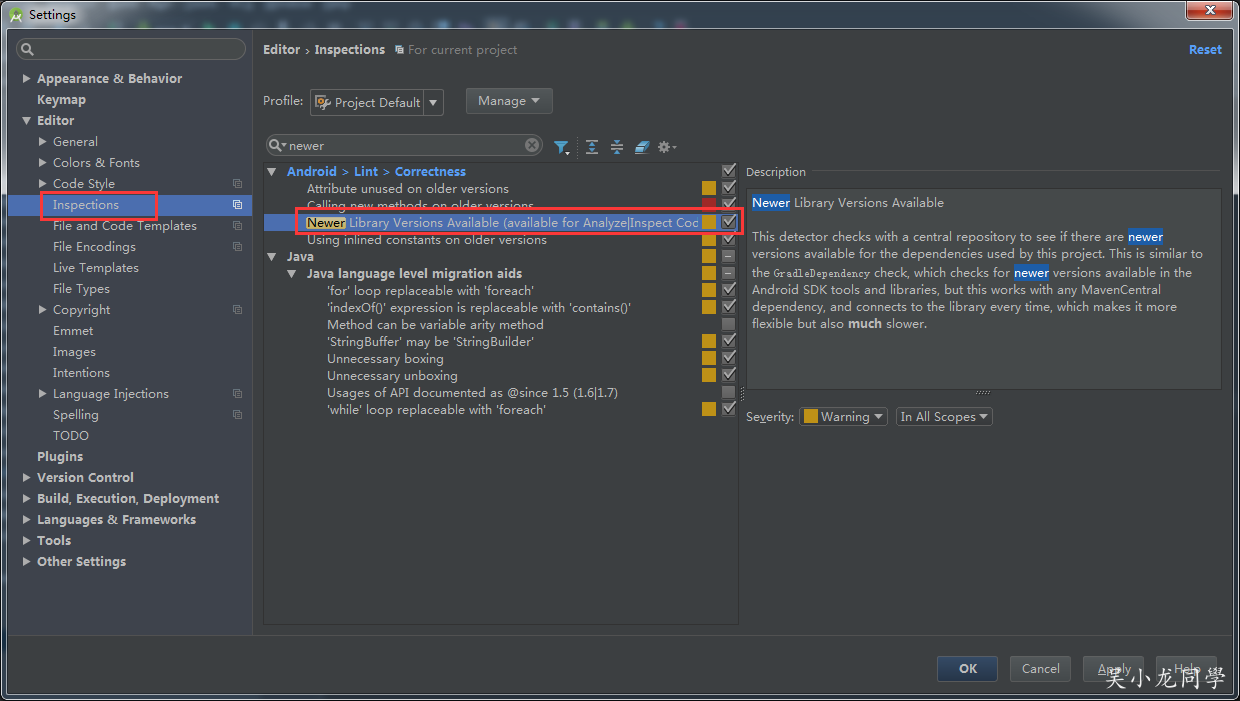 Settings
Editor › Inspections For current project Reset
Appearance & Behavior
Keymap
Editor
General
Colors & Fonts
Code Style
Inspections
File and Code Templates
File Encodings
Live Templates
File Types
Copyright
Emmet
Images
Intentions
Language Injections
Spelling
TODO
Plugins
Version Control
Build, Execution, Deployment
Languages & Frameworks
Tools
Other Settings
Profile: Project Default Manage
newer
Android > Lint > Correctness
Attribute unused on older versions
Calling new methods on older versions
Newer Library Versions Available (available for Analyze|Inspect Cod
Using inlined constants on older versions
Java
Java language level migration aids
'for' loop replaceable with 'foreach'
'indexOf()' expression is replaceable with 'contains()'
Method can be variable arity method
'StringBuffer' may be 'StringBuilder'
Unnecessary boxing
Unnecessary unboxing
Usages of API documented as @since 1.5 (1.6|1.7)
'while' loop replaceable with 'foreach'
Description
Newer Library Versions Available
This detector checks with a central repository to see if there are newer
versions available for the dependencies used by this project. This is similar to
the GradleDependency check, which checks for newer versions available in the
Android SDK tools and libraries, but this works with any MavenCentral
dependency, and connects to the library every time, which makes it more
flexible but also much slower.
Severity: Warning In All Scopes
OK Cancel Apply Help
吴小龙同學